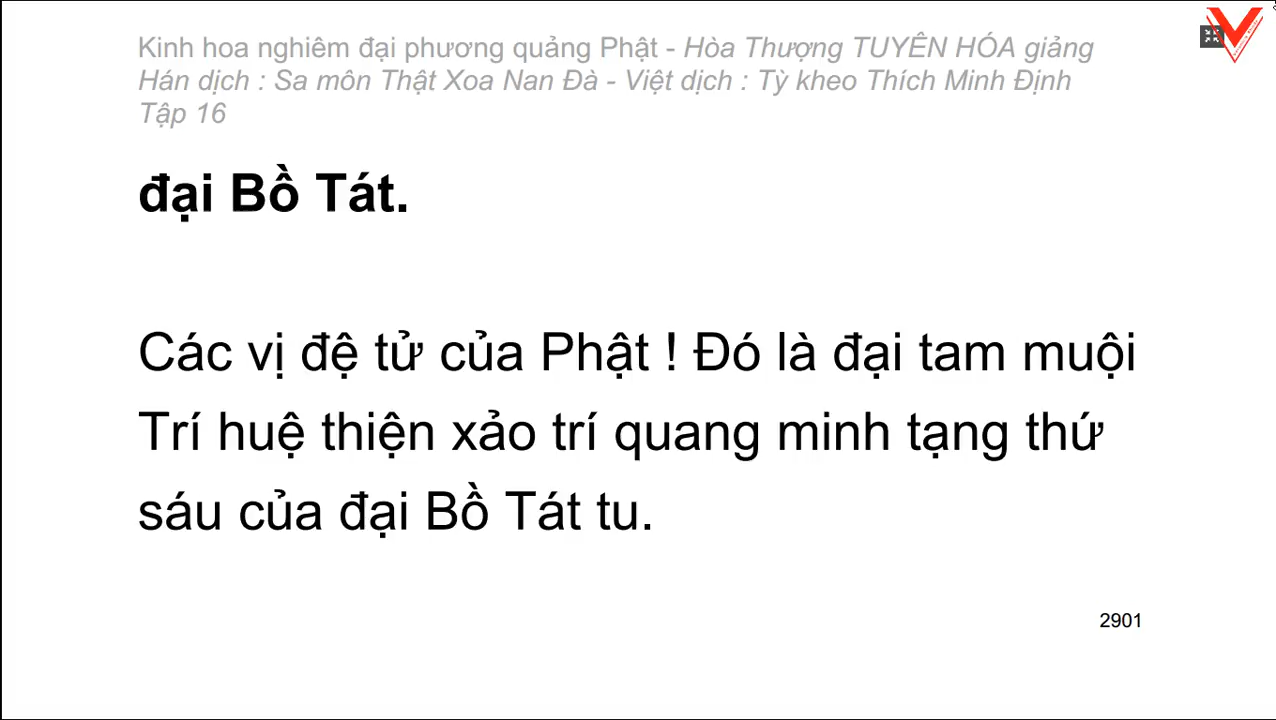 Kinh hoa nghiêm đại phương quảng Phật - Hòa Thượng TUYÊN HÓA giảng
Hán dịch : Sa môn Thật Xoa Nan Đà - Việt dịch : Tỳ kheo Thích Minh Định
Tập 16
đại Bồ Tát.
Các vị đệ tử của Phật ! Đó là đại tam muội
Trí huệ thiện xảo trí quang minh tạng thứ
sáu của đại Bồ Tát tu.
2901